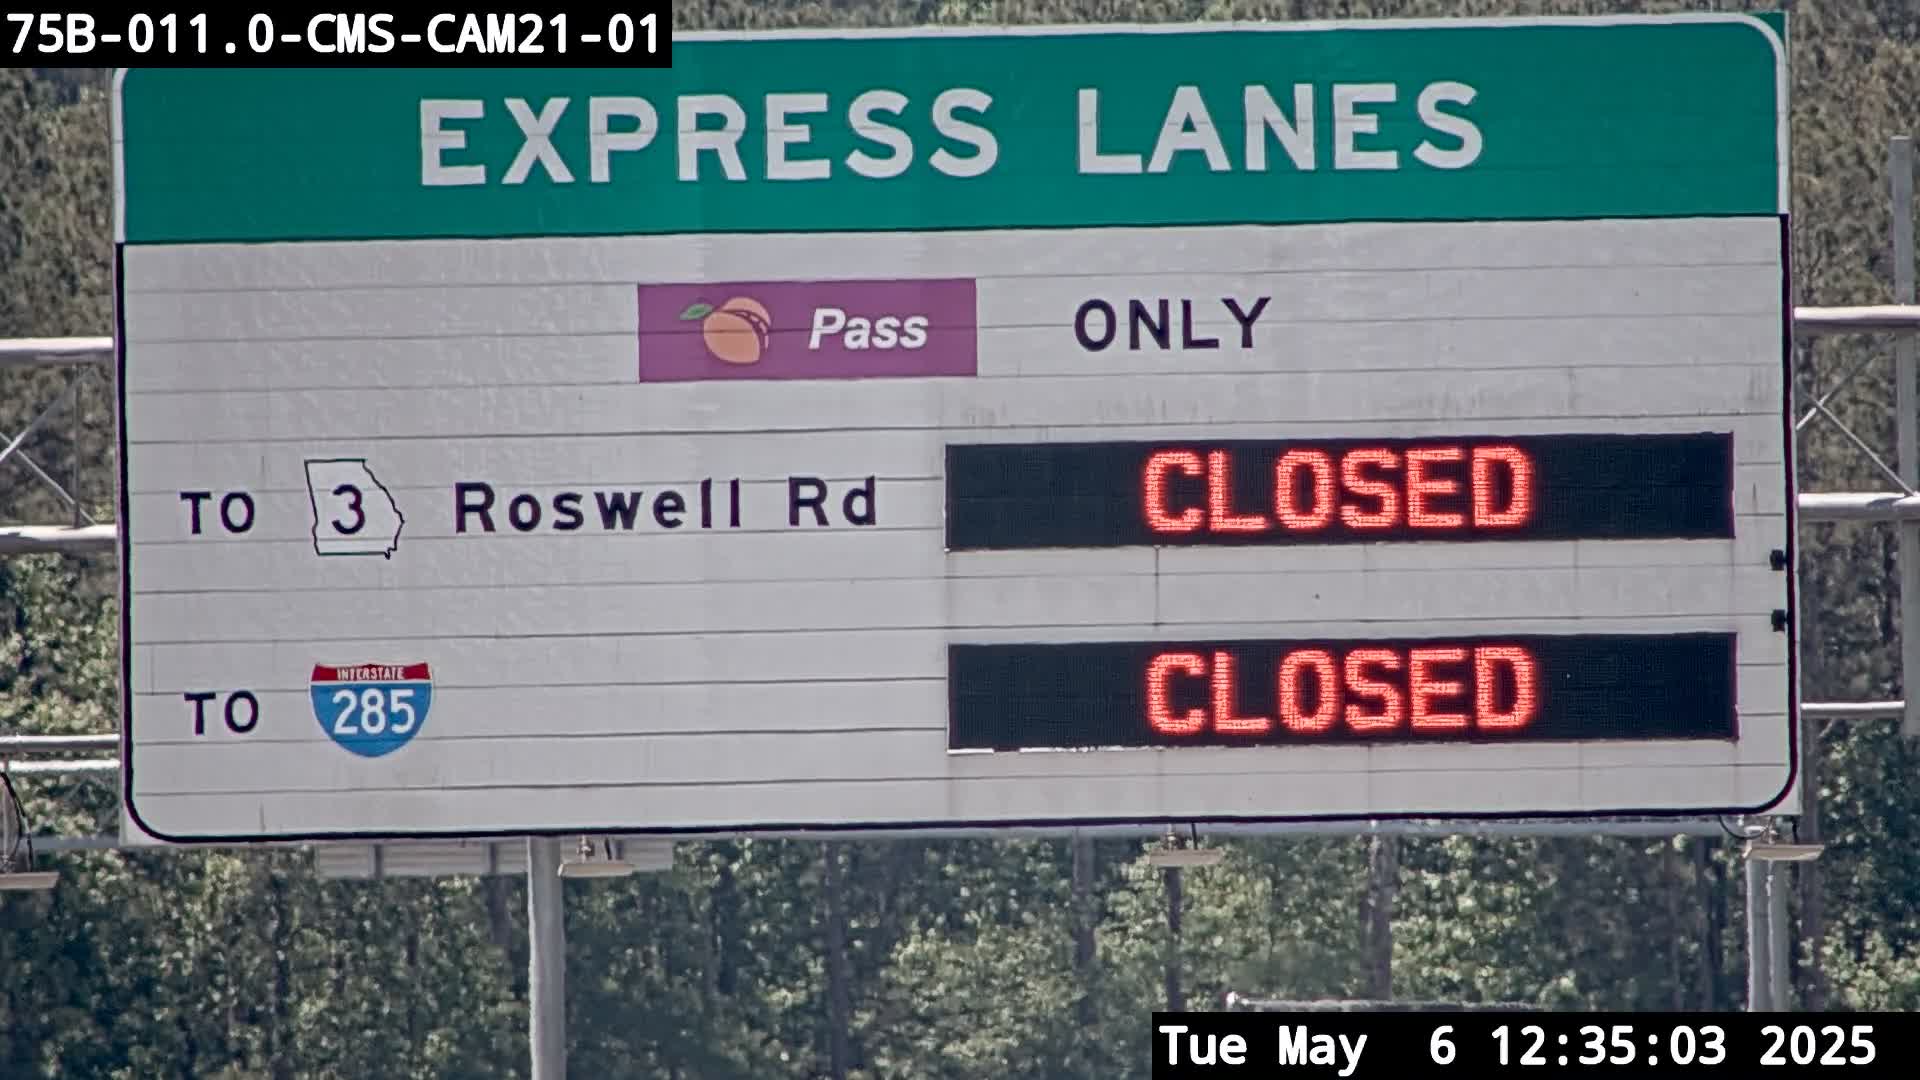 75B-011.0-CMS-CAM21-01
EXPRESS LANES
Pass ONLY
TO 3 Roswell Rd CLOSED
TO INTERSTATE 285 CLOSED
Tue May 6 12:35:03 2025